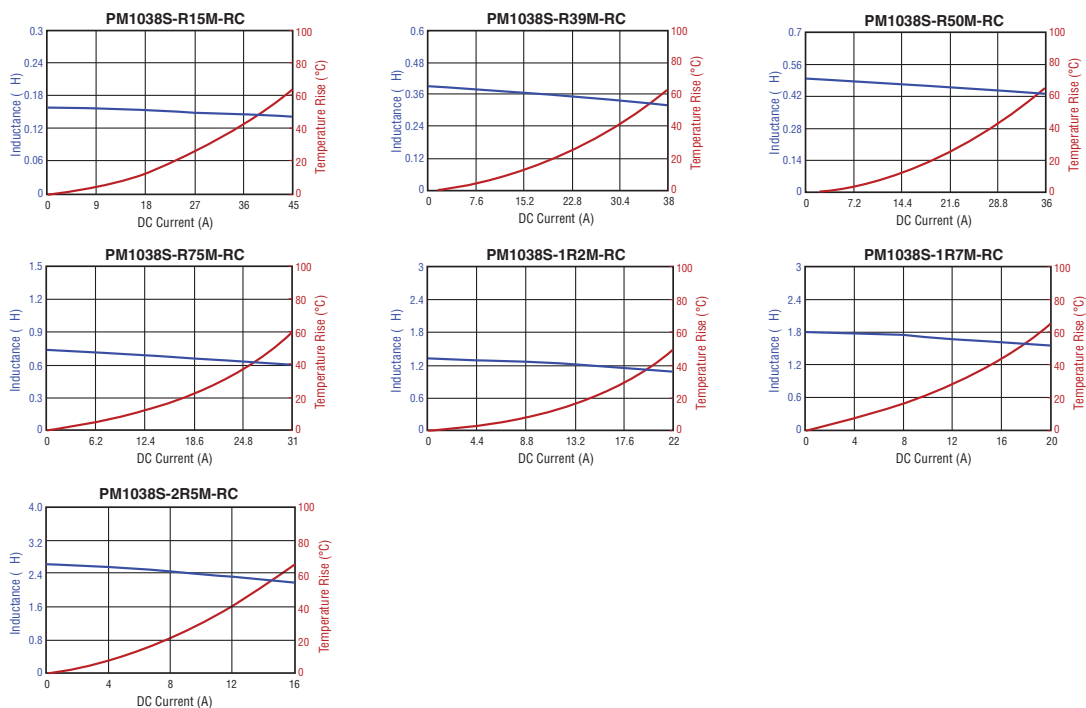 PM1038S-R15M-RC
Inductance ( H)
0.3
0.24
0.18
0.12
0.06
0
100
80
60
40
20
0
Temperature Rise (°C)
0 9 18 27 36 45
DC Current (A)
PM1038S-R39M-RC
Inductance ( H)
0.6
0.48
0.36
0.24
0.12
0
100
80
60
40
20
0
Temperature Rise (°C)
0 7.6 15.2 22.8 30.4 38
DC Current (A)
PM1038S-R50M-RC
Inductance ( H)
0.7
0.56
0.42
0.28
0.14
0
100
80
60
40
20
0
Temperature Rise (°C)
0 7.2 14.4 21.6 28.8 36
DC Current (A)
PM1038S-R75M-RC
Inductance ( H)
1.5
1.2
0.9
0.6
0.3
0
100
80
60
40
20
0
Temperature Rise (°C)
0 6.2 12.4 18.6 24.8 31
DC Current (A)
PM1038S-1R2M-RC
Inductance ( H)
3
2.4
1.8
1.2
0.6
0
100
80
60
40
20
0
Temperature Rise (°C)
0 4.4 8.8 13.2 17.6 22
DC Current (A)
PM1038S-1R7M-RC
Inductance ( H)
3
2.4
1.8
1.2
0.6
0
100
80
60
40
20
0
Temperature Rise (°C)
0 4 8 12 16 20
DC Current (A)
PM1038S-2R5M-RC
Inductance ( H)
4.0
3.2
2.4
1.6
0.8
0
100
80
60
40
20
0
Temperature Rise (°C)
0 4 8 12 16
DC Current (A)